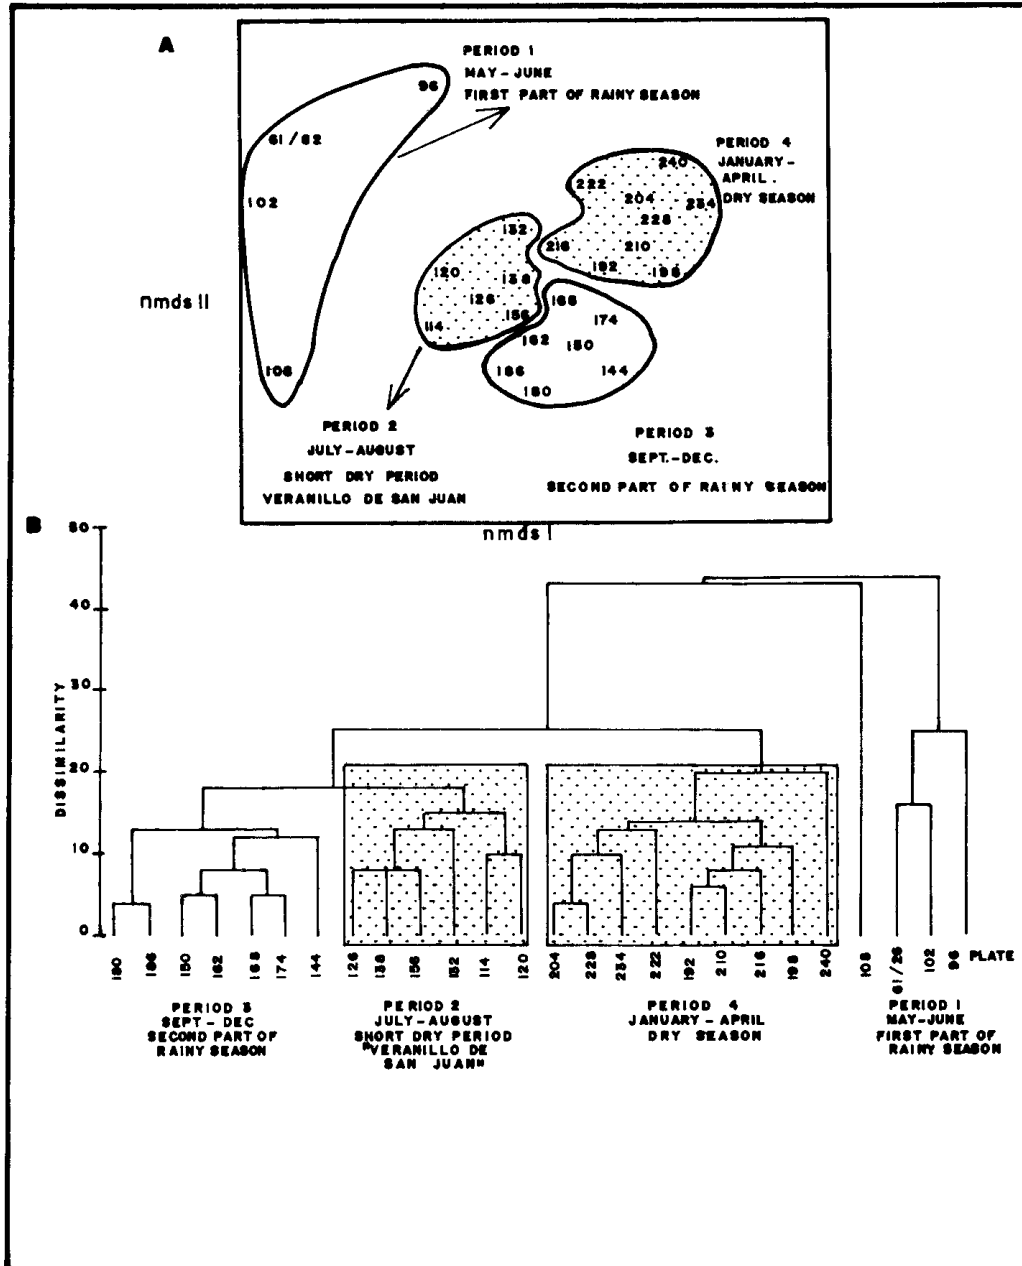 A
PERIOD 1
MAY-JUNE
FIRST PART OF RAINY SEASON
96
61/62
102
108
PERIOD 4
JANUARY-
APRIL.
DRY SEASON
240
222
204
234
228
216
210
192
198
132
120
138
126
156
114
168
174
162
150
186
144
180
nmds II
PERIOD 2
JULY-AUGUST
SHORT DRY PERIOD
VERANILLO DE SAN JUAN
PERIOD 3
SEPT.-DEC.
SECOND PART OF RAINY SEASON
nmds I
B
50
40
30
20
10
0
DISSIMILARITY
180 186 150 162 168 174 144 126 138 156 132 114 120 204 228 234 222 192 210 216 198 240 108 61/26 102 96 PLATE
PERIOD 3
SEPT-DEC
SECOND PART OF
RAINY SEASON
PERIOD 2
JULY-AUGUST
SHORT DRY PERIOD
"VERANILLO DE
SAN JUAN"
PERIOD 4
JANUARY-APRIL
DRY SEASON
PERIOD 1
MAY-JUNE
FIRST PART OF
RAINY SEASON